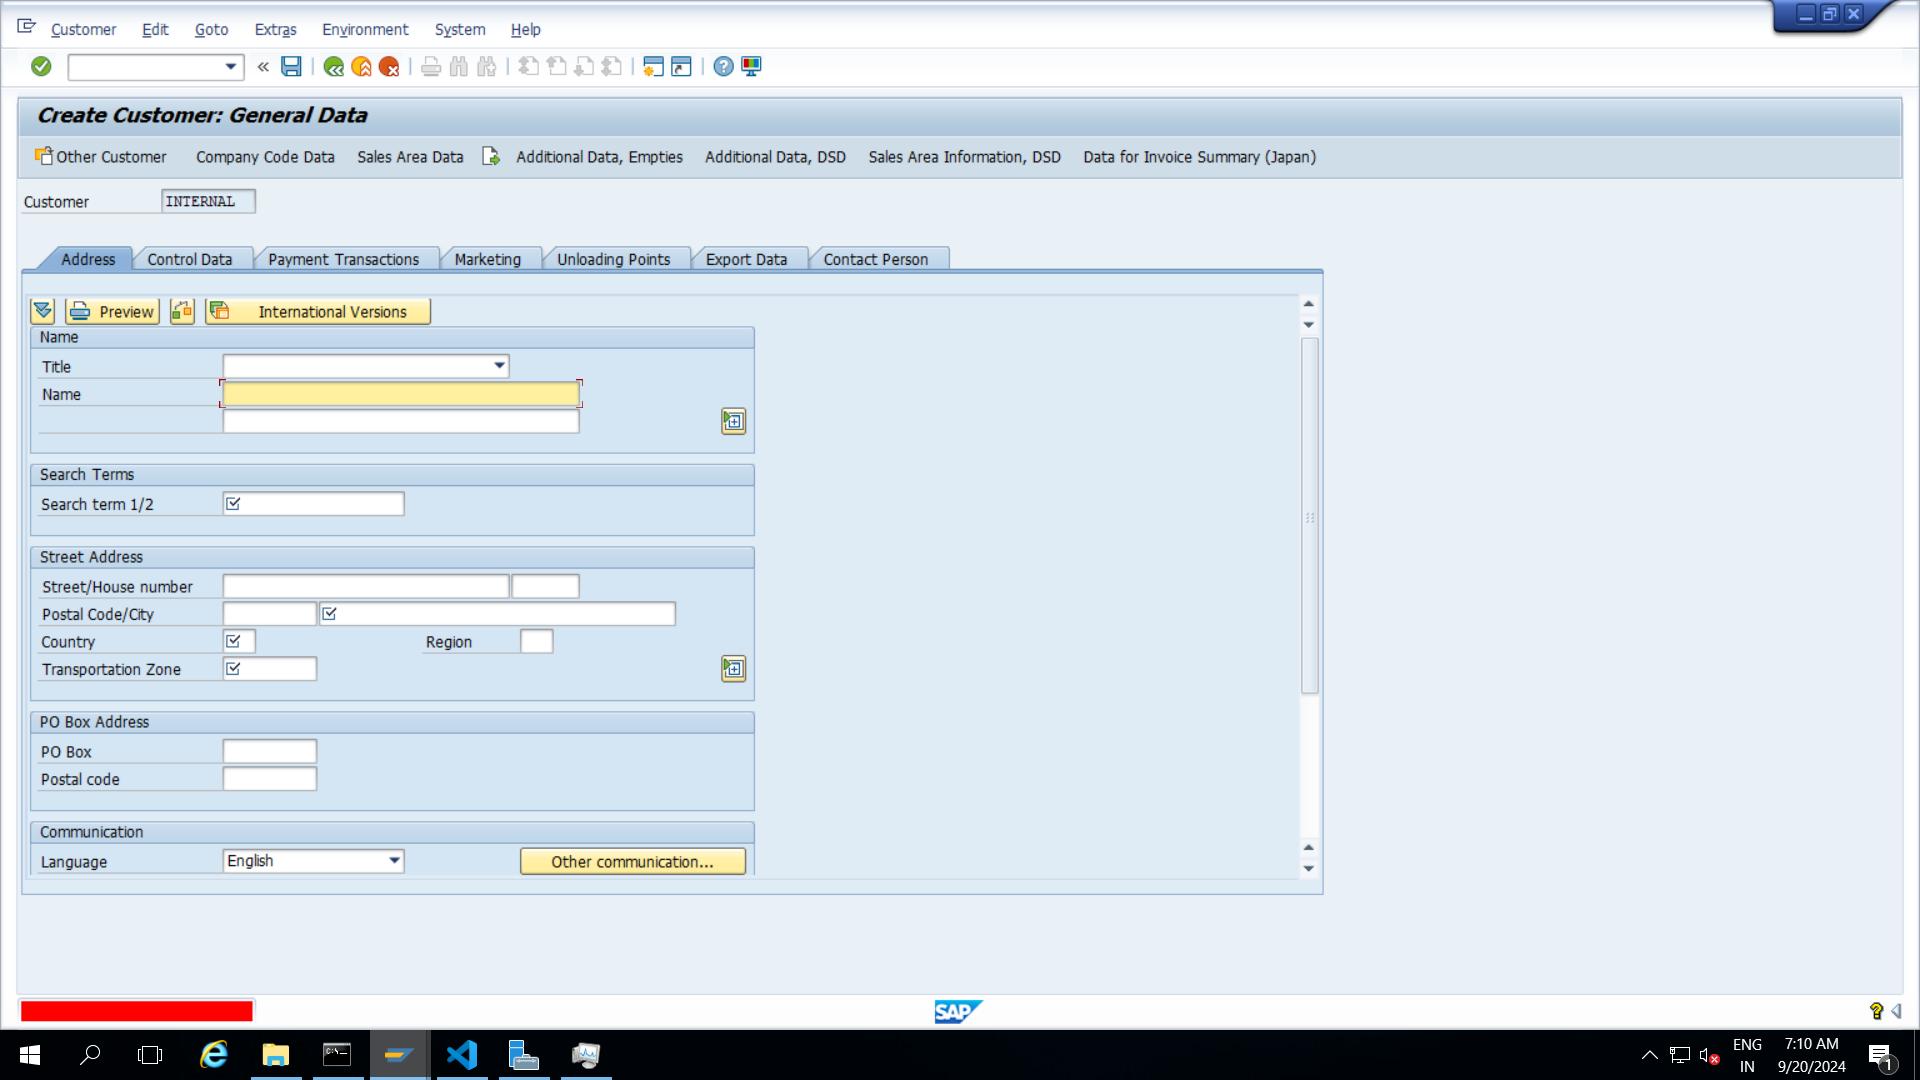 Customer Edit Goto Extras Environment System Help
Create Customer: General Data
Other Customer Company Code Data Sales Area Data Additional Data, Empties Additional Data, DSD Sales Area Information, DSD Data for Invoice Summary (Japan)
Customer INTERNAL
Address Control Data Payment Transactions Marketing Unloading Points Export Data Contact Person
Preview International Versions
Name
Title
Name
Search Terms
Search term 1/2
Street Address
Street/House number
Postal Code/City
Country Region
Transportation Zone
PO Box Address
PO Box
Postal code
Communication
Language English Other communication...
SAP
ENG 7:10 AM
IN 9/20/2024 1